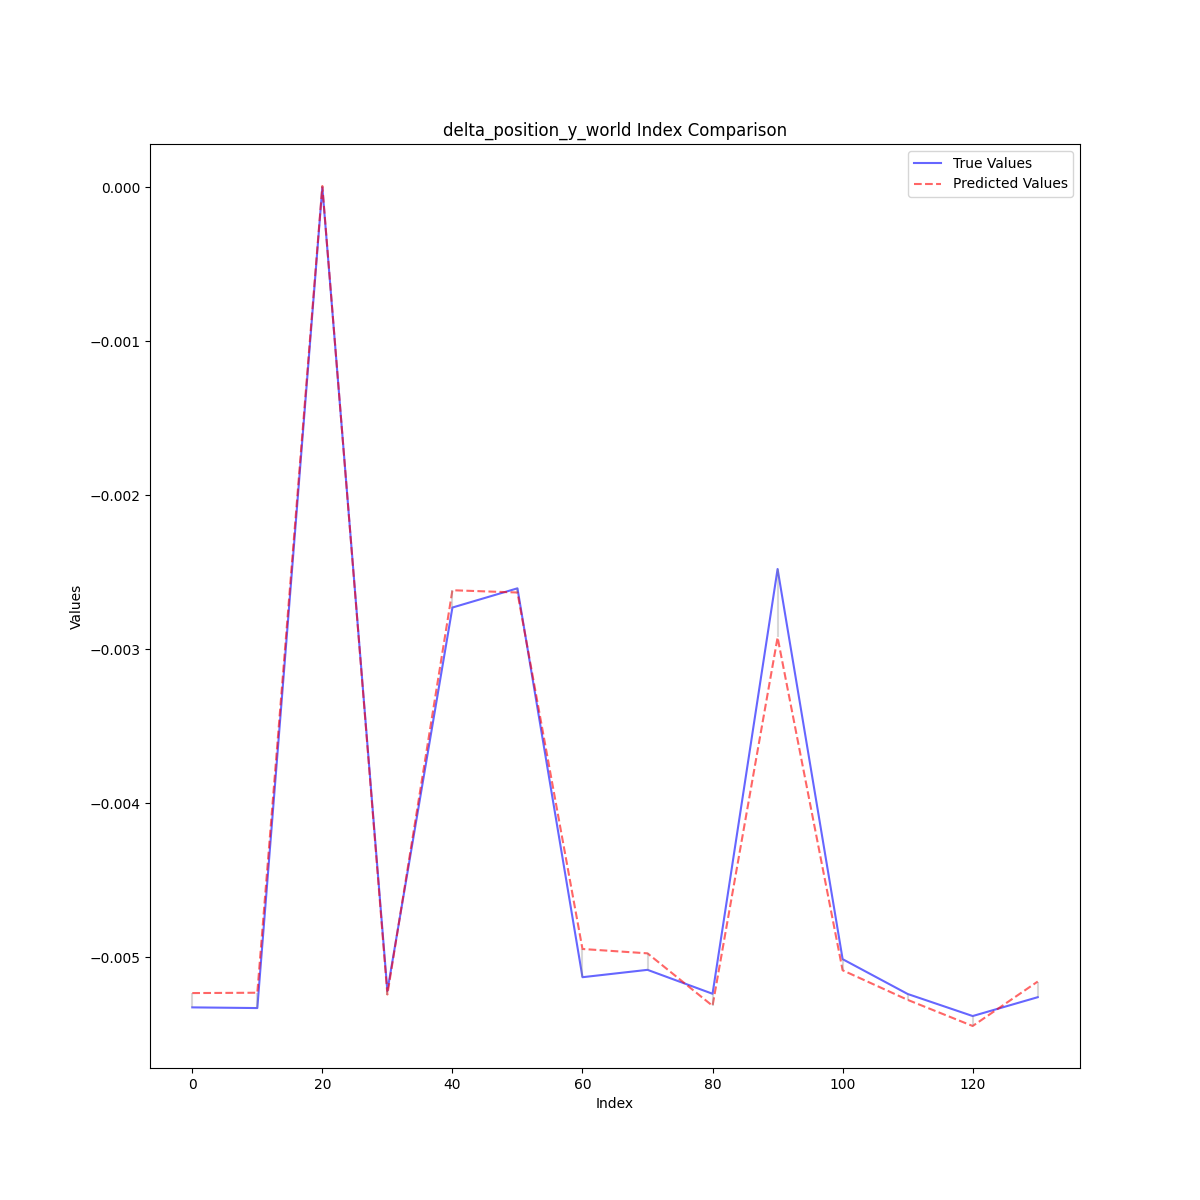 delta_position_y_world Index Comparison
True Values
Predicted Values
0.000
−0.001
−0.002
−0.003
−0.004
−0.005
Values
0
20
40
60
80
100
120
Index